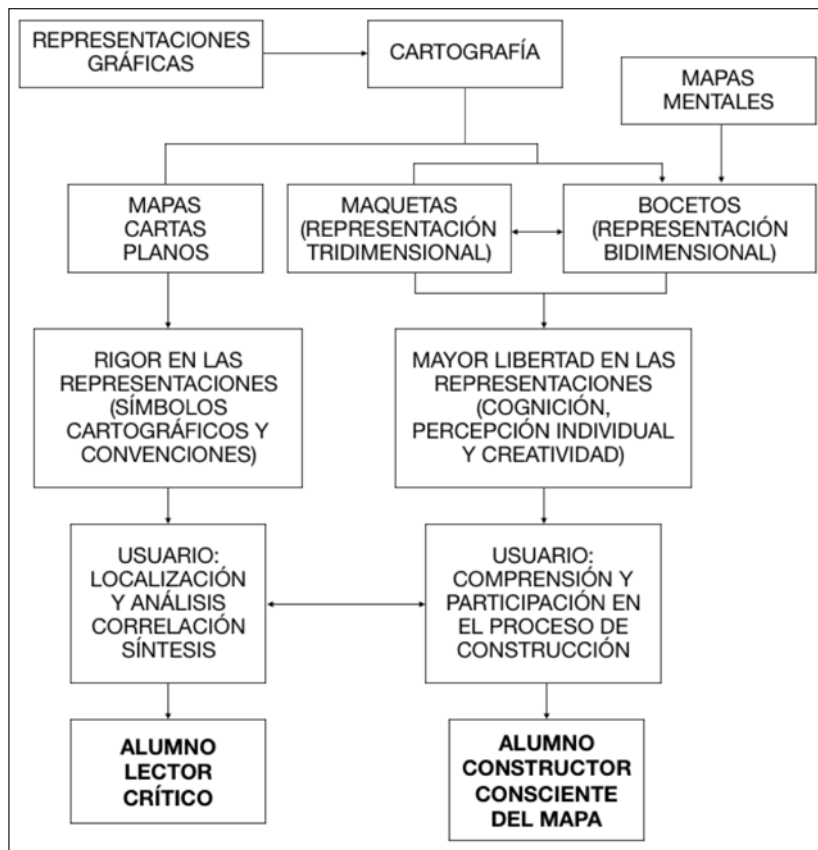 REPRESENTACIONES
GRÁFICAS
CARTOGRAFÍA
MAPAS
MENTALES
MAPAS
CARTAS
PLANOS
MAQUETAS
(REPRESENTACIÓN
TRIDIMENSIONAL)
BOCETOS
(REPRESENTACIÓN
BIDIMENSIONAL)
RIGOR EN LAS
REPRESENTACIONES
(SÍMBOLOS
CARTOGRÁFICOS Y
CONVENCIONES)
MAYOR LIBERTAD EN LAS
REPRESENTACIONES
(COGNICIÓN,
PERCEPCIÓN INDIVIDUAL
Y CREATIVIDAD)
USUARIO:
LOCALIZACIÓN
Y ANÁLISIS
CORRELACIÓN
SÍNTESIS
USUARIO:
COMPRENSIÓN Y
PARTICIPACIÓN EN
EL PROCESO DE
CONSTRUCCIÓN
ALUMNO
LECTOR
CRÍTICO
ALUMNO
CONSTRUCTOR
CONSCIENTE
DEL MAPA